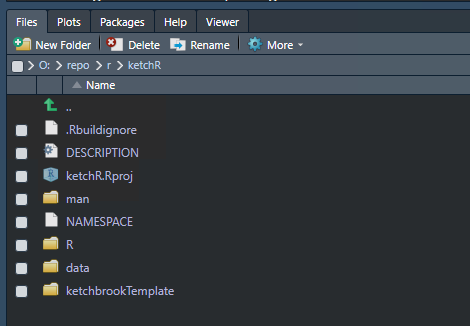 Files Plots Packages Help Viewer
New Folder Delete Rename More
O: repo r ketchR
Name
..
.Rbuildignore
DESCRIPTION
ketchR.Rproj
man
NAMESPACE
R
data
ketchbrookTemplate